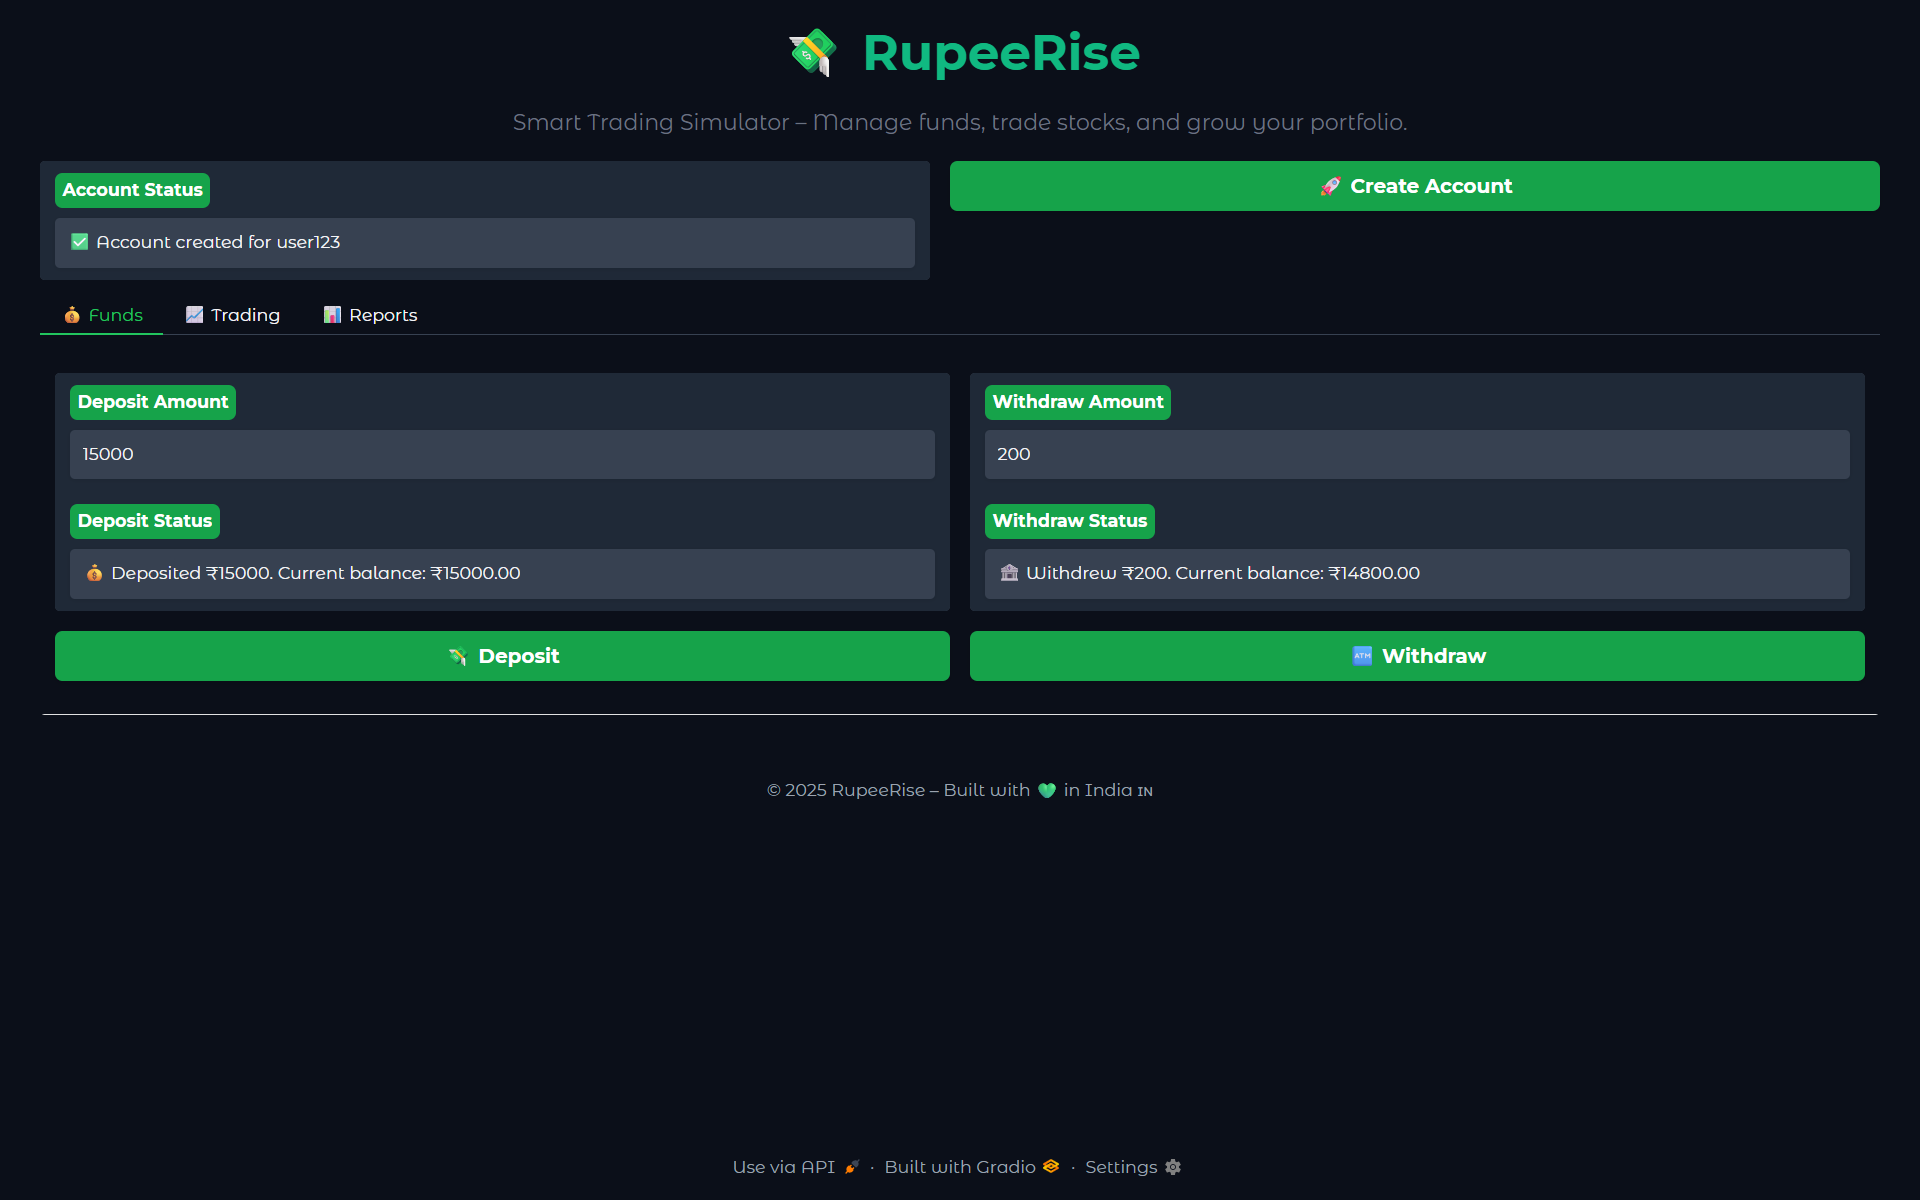 💸 RupeeRise
Smart Trading Simulator – Manage funds, trade stocks, and grow your portfolio.
Account Status
✅ Account created for user123
🚀 Create Account
💰 Funds
📈 Trading
📊 Reports
Deposit Amount
15000
Deposit Status
💰 Deposited ₹15000. Current balance: ₹15000.00
💸 Deposit
Withdraw Amount
200
Withdraw Status
🏦 Withdrew ₹200. Current balance: ₹14800.00
🏧 Withdraw
© 2025 RupeeRise – Built with 💚 in India IN
Use via API 🚀 · Built with Gradio · Settings ⚙️